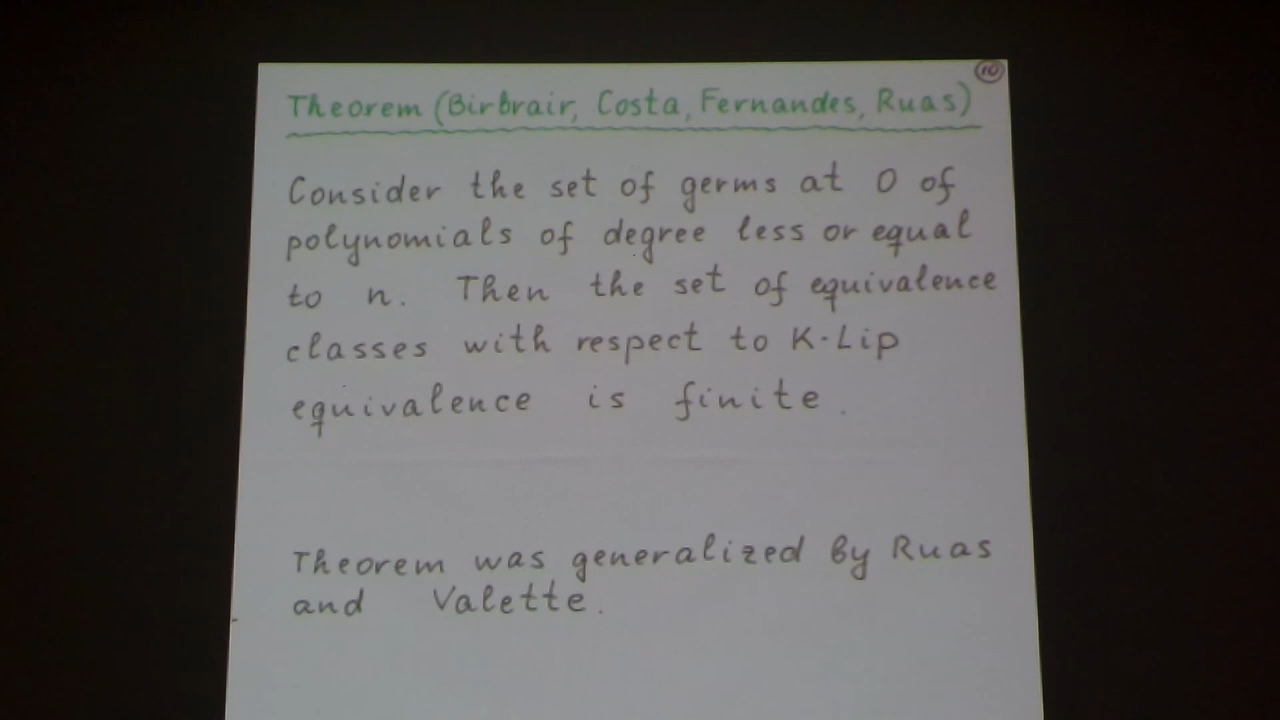 10
Theorem (Birbrair, Costa, Fernandes, Ruas)
Consider the set of germs at 0 of
polynomials of degree less or equal
to n. Then the set of equivalence
classes with respect to K-Lip
equivalence is finite.
Theorem was generalized by Ruas
and Valette.